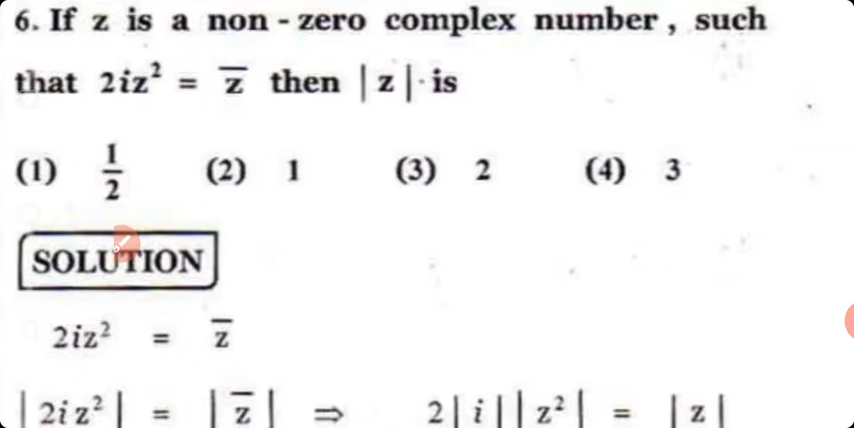 6. If z is a non - zero complex number, such
that 2iz² = z̅ then | z | is
(1) 1/2 (2) 1 (3) 2 (4) 3
SOLUTION
2iz² = z̅
| 2iz² | = | z̅ | ⇒ 2 | i | | z² | = | z |